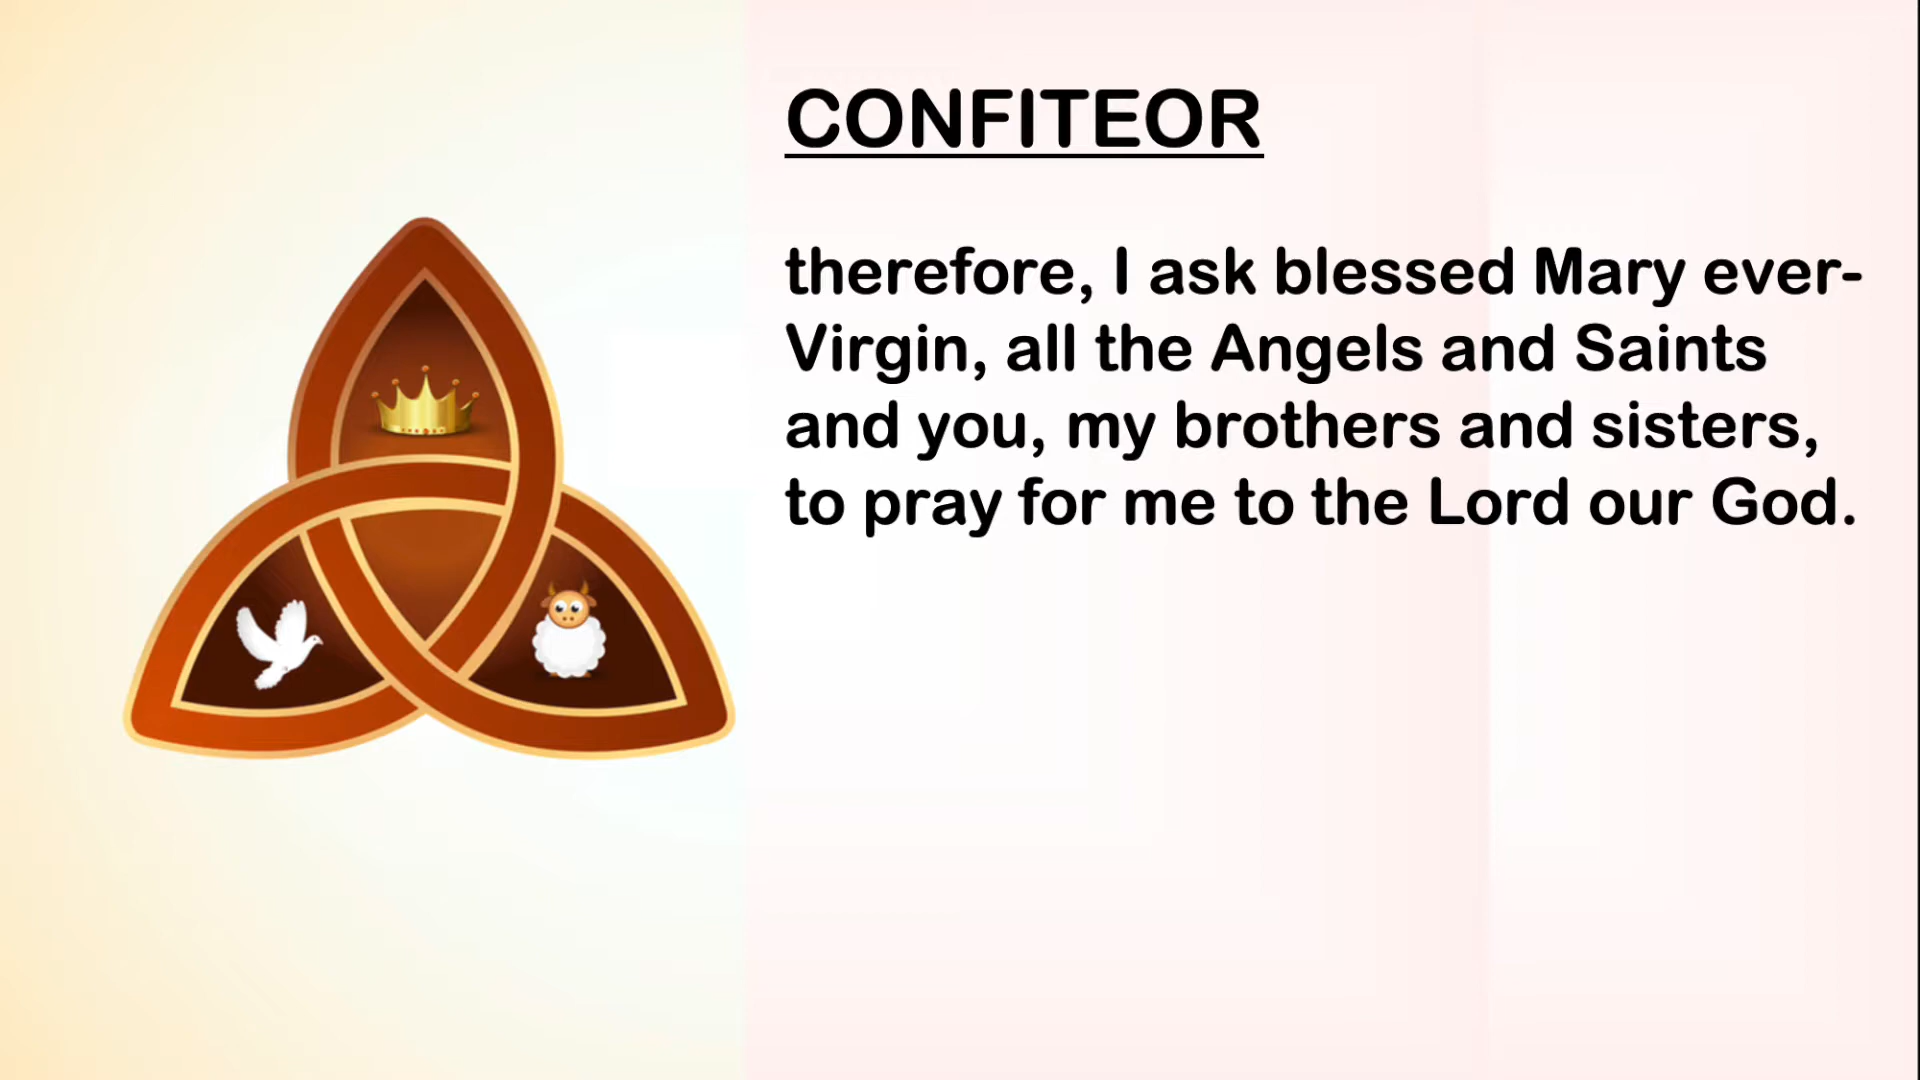 CONFITEOR
therefore, I ask blessed Mary ever-
Virgin, all the Angels and Saints
and you, my brothers and sisters,
to pray for me to the Lord our God.